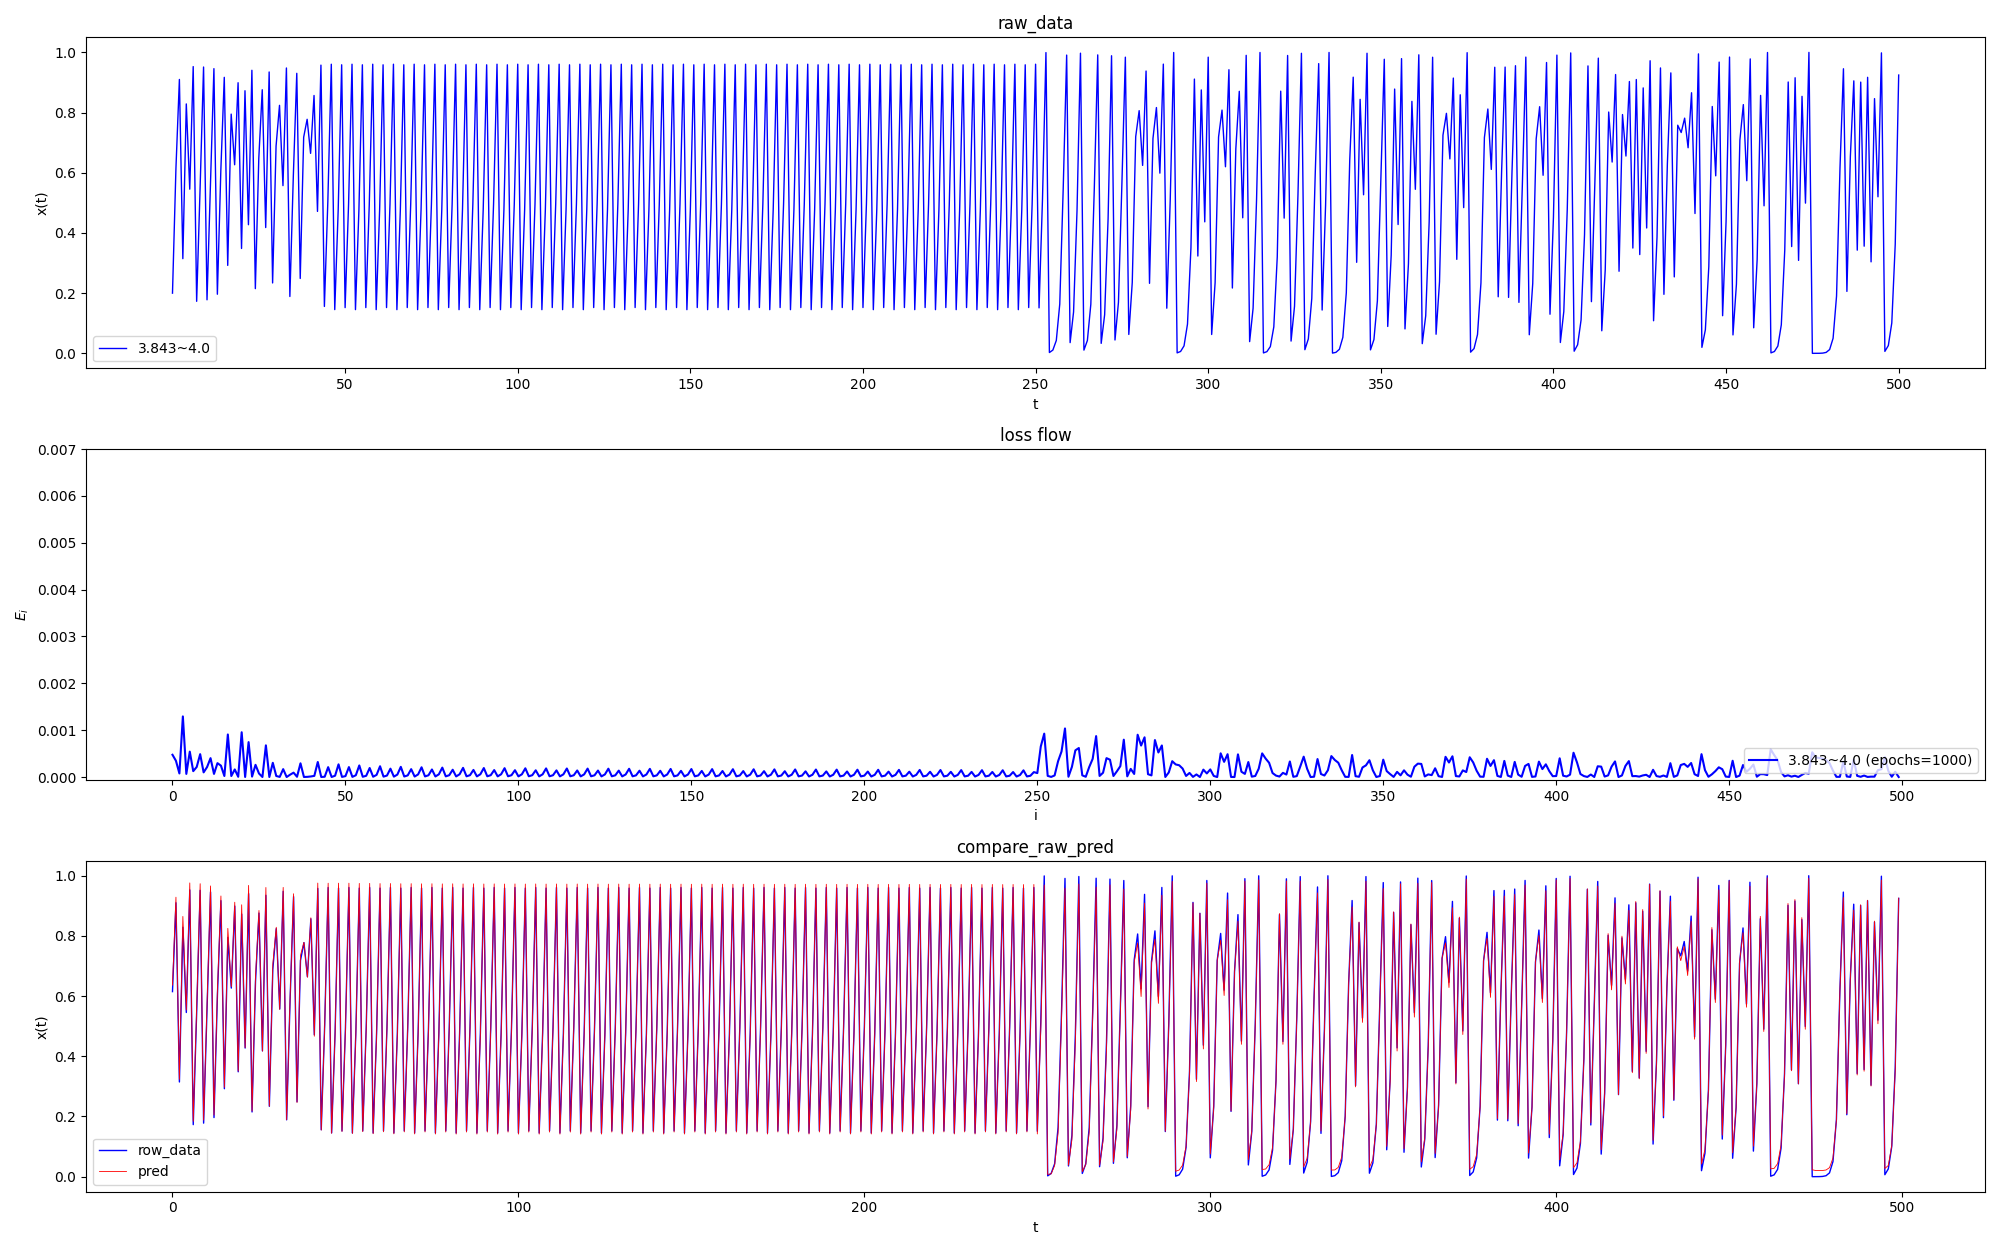 raw_data
1.0
0.8
0.6
0.4
0.2
0.0
x(t)
3.843~4.0
50 100 150 200 250 300 350 400 450 500
t
loss flow
0.007
0.006
0.005
0.004
0.003
0.002
0.001
0.000
E_i
3.843~4.0 (epochs=1000)
0 50 100 150 200 250 300 350 400 450 500
i
compare_raw_pred
1.0
0.8
0.6
0.4
0.2
0.0
x(t)
row_data
pred
0 100 200 300 400 500
t